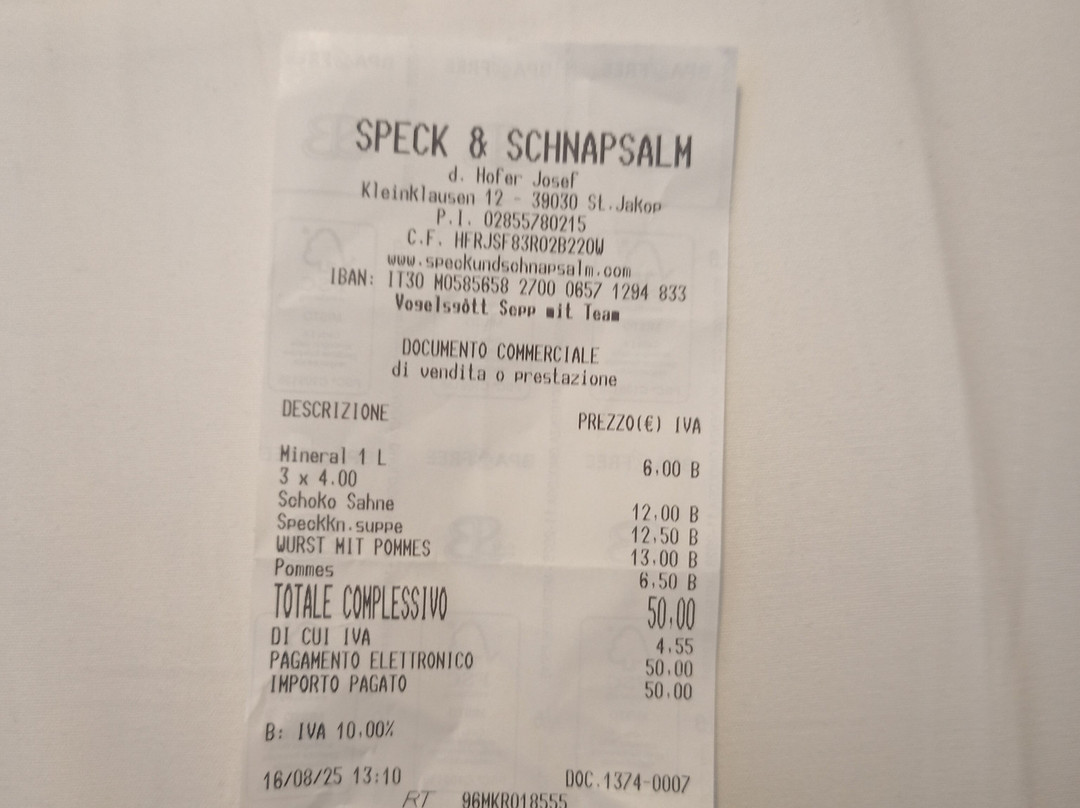 SPECK & SCHNAPSALM
d. Hofer Josef
Kleinklausen 12 - 39030 St.Jakob
P.I. 02855780215
C.F. HFRJSF83R02B220W
www.speckundschnapsalm.com
IBAN: IT30 M0585658 2700 0657 1294 833
Vogelsgött Sepp mit Team
DOCUMENTO COMMERCIALE
di vendita o prestazione
DESCRIZIONE PREZZO(€) IVA
Mineral 1 L 6,00 B
3 x 4.00
Schoko Sahne 12,00 B
Speckkn.suppe 12,50 B
WURST MIT POMMES 13,00 B
Pommes 6,50 B
TOTALE COMPLESSIVO 50,00
DI CUI IVA 4,55
PAGAMENTO ELETTRONICO 50,00
IMPORTO PAGATO 50,00
B: IVA 10,00%
16/08/25 13:10 DOC.1374-0007
RT 96MKR018555